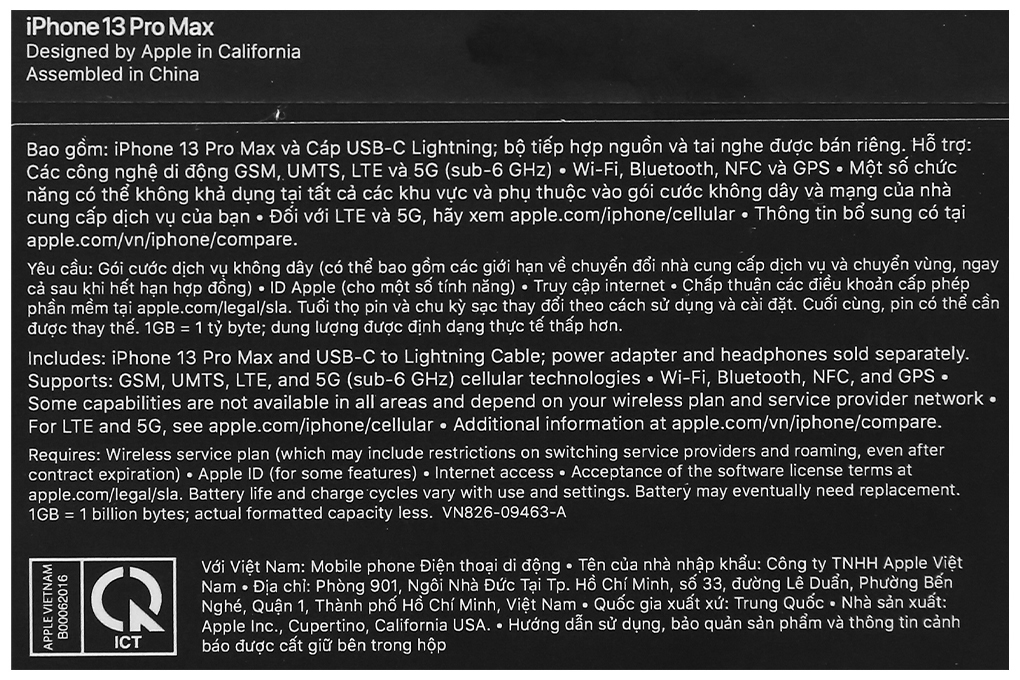 iPhone 13 Pro Max
Designed by Apple in California
Assembled in China
Bao gồm: iPhone 13 Pro Max và Cáp USB-C Lightning; bộ tiếp hợp nguồn và tai nghe được bán riêng. Hỗ trợ:
Các công nghệ di động GSM, UMTS, LTE và 5G (sub-6 GHz) • Wi-Fi, Bluetooth, NFC và GPS • Một số chức
năng có thể không khả dụng tại tất cả các khu vực và phụ thuộc vào gói cước không dây và mạng của nhà
cung cấp dịch vụ của bạn • Đối với LTE và 5G, hãy xem apple.com/iphone/cellular • Thông tin bổ sung có tại
apple.com/vn/iphone/compare.
Yêu cầu: Gói cước dịch vụ không dây (có thể bao gồm các giới hạn về chuyển đổi nhà cung cấp dịch vụ và chuyển vùng, ngay
cả sau khi hết hạn hợp đồng) • ID Apple (cho một số tính năng) • Truy cập internet • Chấp thuận các điều khoản cấp phép
phần mềm tại apple.com/legal/sla. Tuổi thọ pin và chu kỳ sạc thay đổi theo cách sử dụng và cài đặt. Cuối cùng, pin có thể cần
được thay thế. 1GB = 1 tỷ byte; dung lượng được định dạng thực tế thấp hơn.
Includes: iPhone 13 Pro Max and USB-C to Lightning Cable; power adapter and headphones sold separately.
Supports: GSM, UMTS, LTE, and 5G (sub-6 GHz) cellular technologies • Wi-Fi, Bluetooth, NFC, and GPS •
Some capabilities are not available in all areas and depend on your wireless plan and service provider network •
For LTE and 5G, see apple.com/iphone/cellular • Additional information at apple.com/vn/iphone/compare.
Requires: Wireless service plan (which may include restrictions on switching service providers and roaming, even after
contract expiration) • Apple ID (for some features) • Internet access • Acceptance of the software license terms at
apple.com/legal/sla. Battery life and charge cycles vary with use and settings. Battery may eventually need replacement.
1GB = 1 billion bytes; actual formatted capacity less. VN826-09463-A
APPLE VIETNAM
B00062016
ICT
Với Việt Nam: Mobile phone Điện thoại di động • Tên của nhà nhập khẩu: Công ty TNHH Apple Việt
Nam • Địa chỉ: Phòng 901, Ngôi Nhà Đức Tại Tp. Hồ Chí Minh, số 33, đường Lê Duẩn, Phường Bến
Nghé, Quận 1, Thành phố Hồ Chí Minh, Việt Nam • Quốc gia xuất xứ: Trung Quốc • Nhà sản xuất:
Apple Inc., Cupertino, California USA. • Hướng dẫn sử dụng, bảo quản sản phẩm và thông tin cảnh
báo được cất giữ bên trong hộp